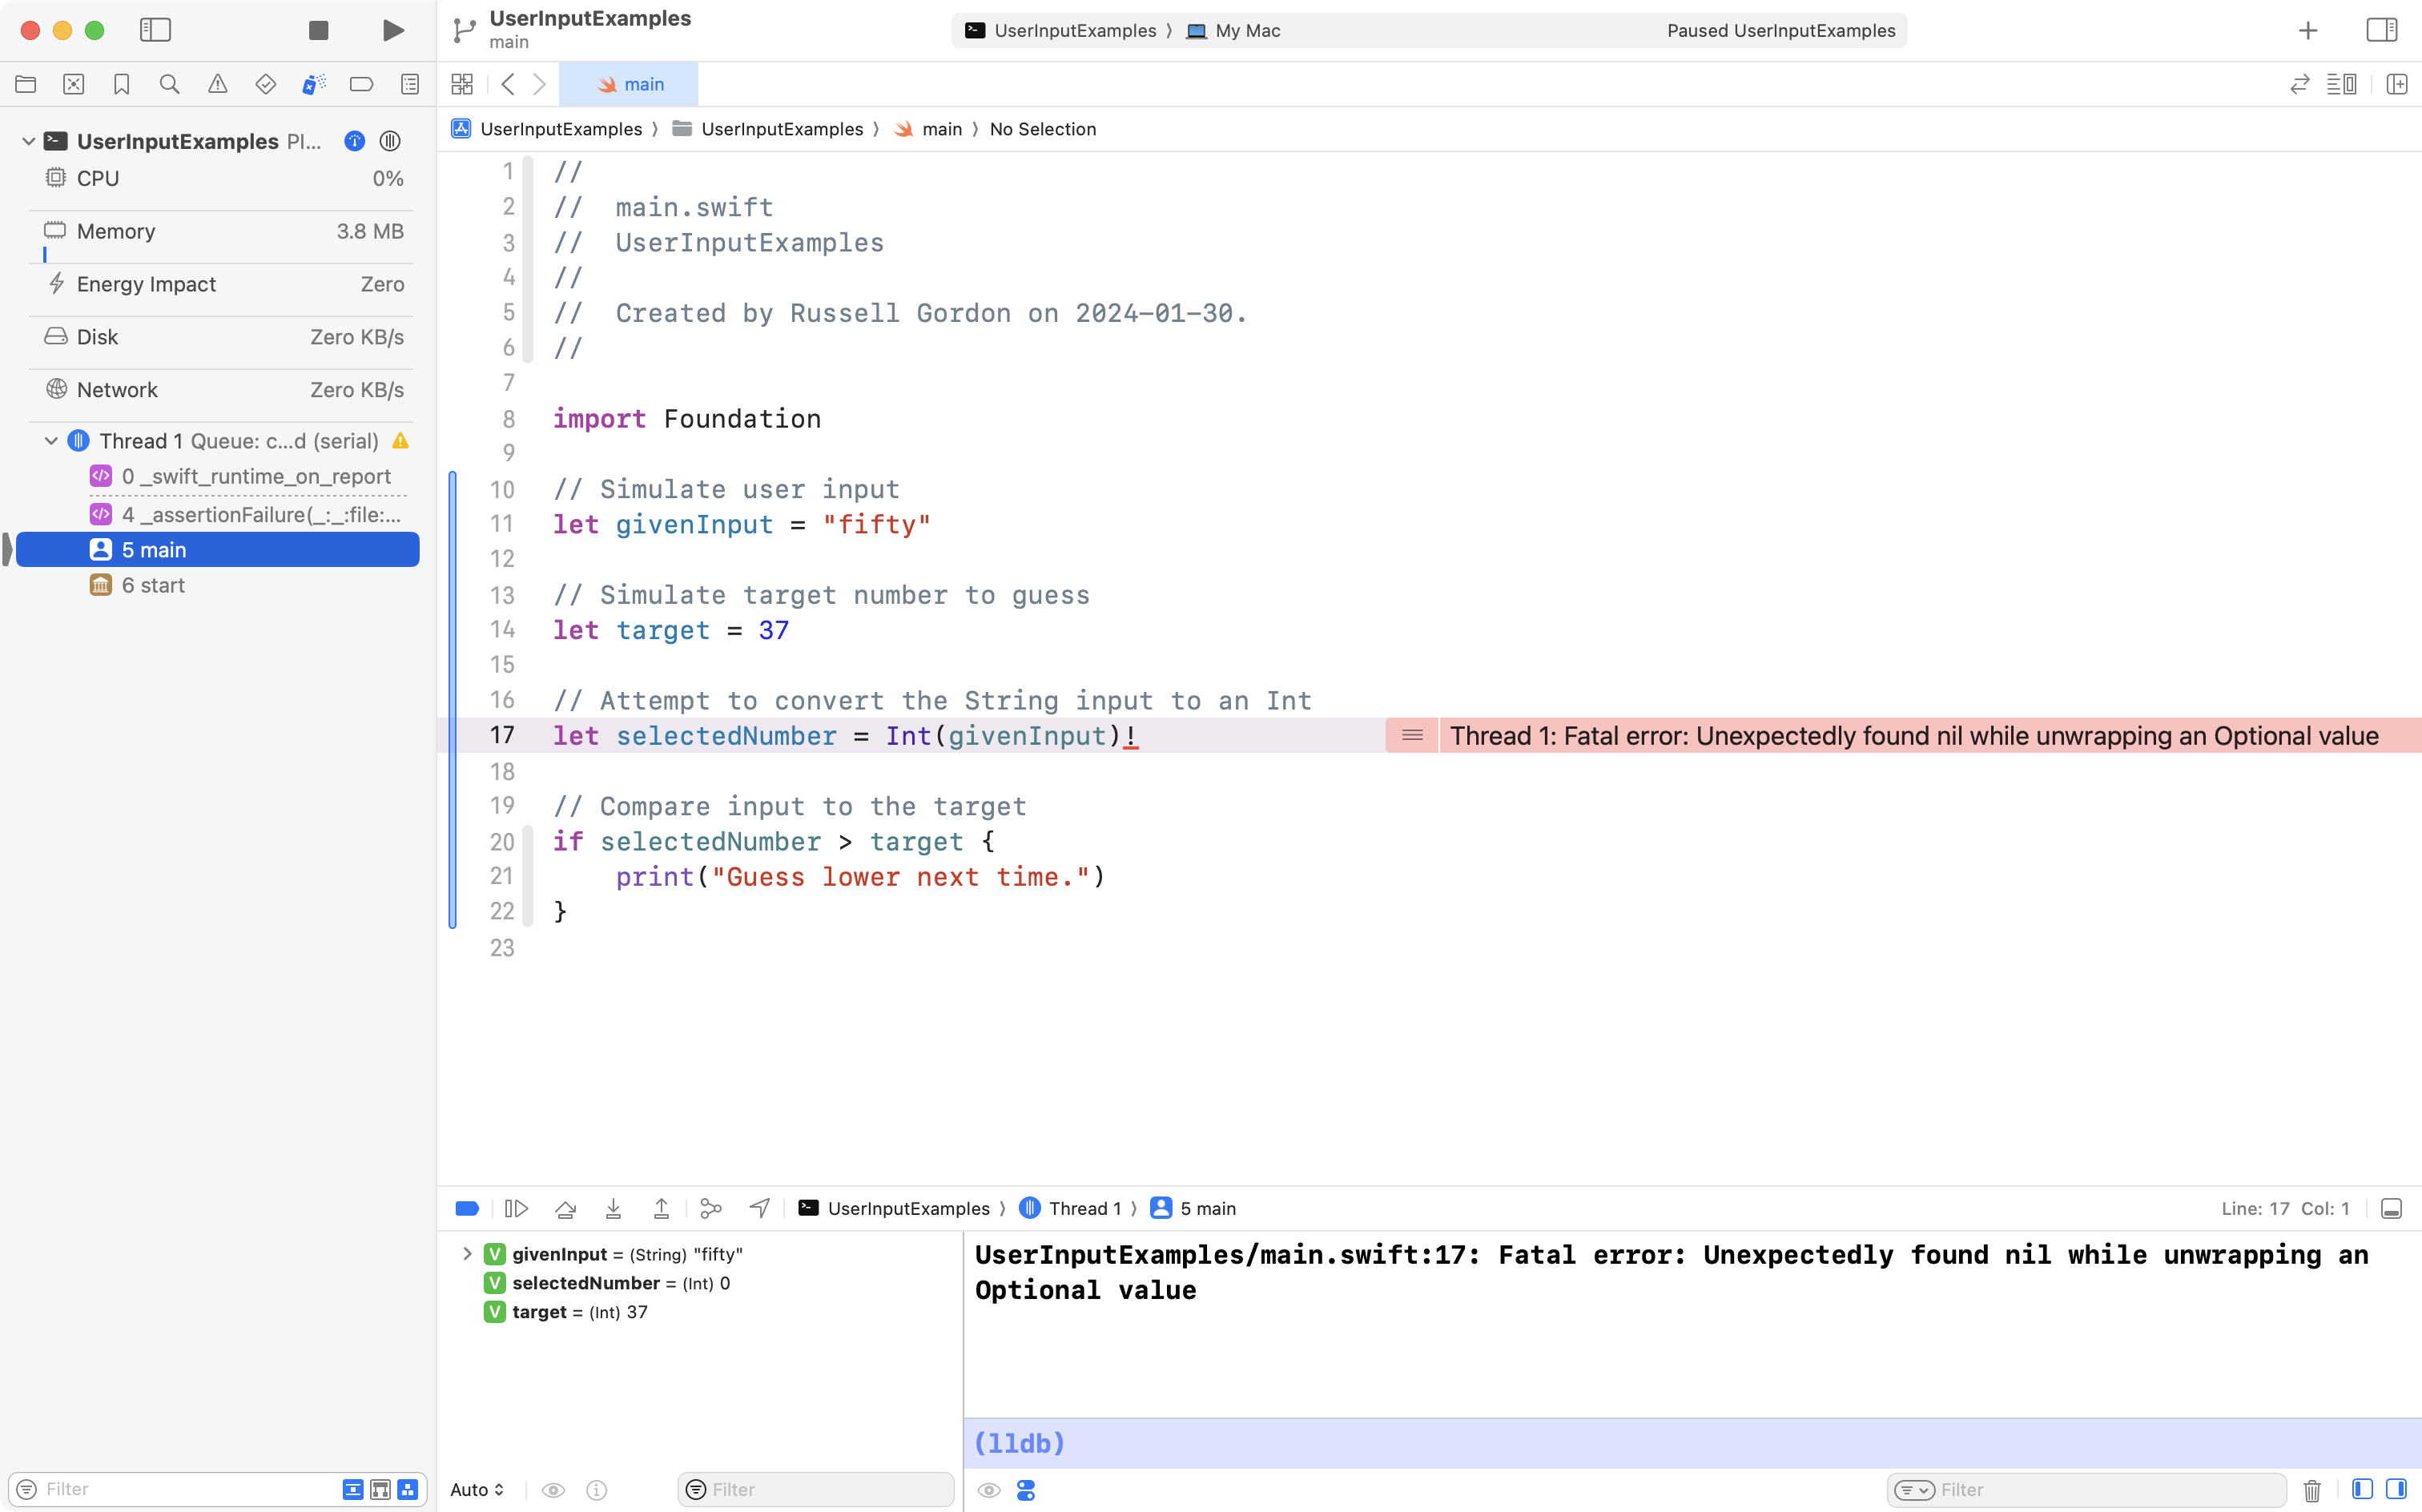 UserInputExamples
main
UserInputExamples 〉 My Mac
Paused UserInputExamples
main
UserInputExamples 〉 UserInputExamples 〉 main 〉 No Selection
UserInputExamples PI...
CPU 0%
Memory 3.8 MB
Energy Impact Zero
Disk Zero KB/s
Network Zero KB/s
Thread 1 Queue: c...d (serial)
0 _swift_runtime_on_report
4 _assertionFailure(_:_:file:...
5 main
6 start
Filter
1 //
2 //  main.swift
3 //  UserInputExamples
4 //
5 //  Created by Russell Gordon on 2024-01-30.
6 //
7
8 import Foundation
9
10 // Simulate user input
11 let givenInput = "fifty"
12
13 // Simulate target number to guess
14 let target = 37
15
16 // Attempt to convert the String input to an Int
17 let selectedNumber = Int(givenInput)! Thread 1: Fatal error: Unexpectedly found nil while unwrapping an Optional value
18
19 // Compare input to the target
20 if selectedNumber > target {
21     print("Guess lower next time.")
22 }
23
UserInputExamples 〉 Thread 1 〉 5 main
Line: 17 Col: 1
V givenInput = (String) "fifty"
V selectedNumber = (Int) 0
V target = (Int) 37
Auto
Filter
UserInputExamples/main.swift:17: Fatal error: Unexpectedly found nil while unwrapping an
Optional value
(lldb)
Filter